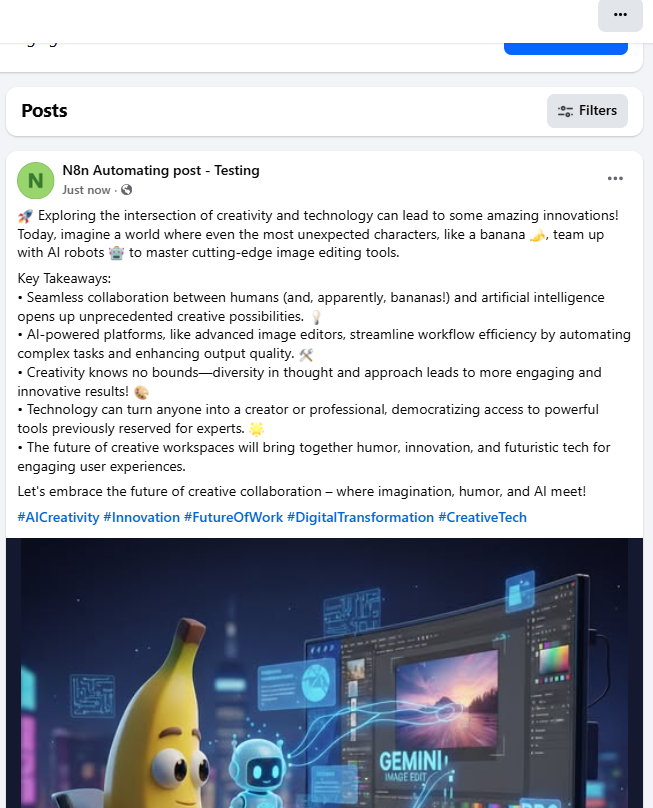 Posts
Filters
N
N8n Automating post - Testing
Just now ·
🚀 Exploring the intersection of creativity and technology can lead to some amazing innovations!
Today, imagine a world where even the most unexpected characters, like a banana 🍌, team up
with AI robots 🤖 to master cutting-edge image editing tools.
Key Takeaways:
• Seamless collaboration between humans (and, apparently, bananas!) and artificial intelligence
opens up unprecedented creative possibilities. 💡
• AI-powered platforms, like advanced image editors, streamline workflow efficiency by automating
complex tasks and enhancing output quality. 🛠️
• Creativity knows no bounds—diversity in thought and approach leads to more engaging and
innovative results! 🎨
• Technology can turn anyone into a creator or professional, democratizing access to powerful
tools previously reserved for experts. 🌟
• The future of creative workspaces will bring together humor, innovation, and futuristic tech for
engaging user experiences.
Let's embrace the future of creative collaboration – where imagination, humor, and AI meet!
#AICreativity #Innovation #FutureOfWork #DigitalTransformation #CreativeTech
GEMINI
IMAGE EDIT